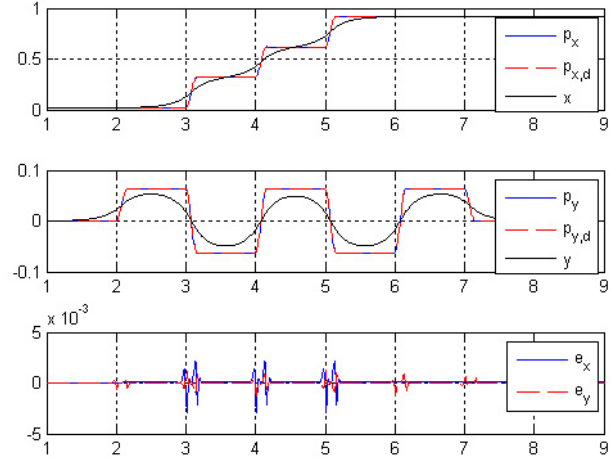 1
0.5
0
1 2 3 4 5 6 7 8 9
p_x
p_{x,d}
x
0.1
0
-0.1
1 2 3 4 5 6 7 8 9
p_y
p_{y,d}
y
x 10^{-3}
5
0
-5
1 2 3 4 5 6 7 8 9
e_x
e_y